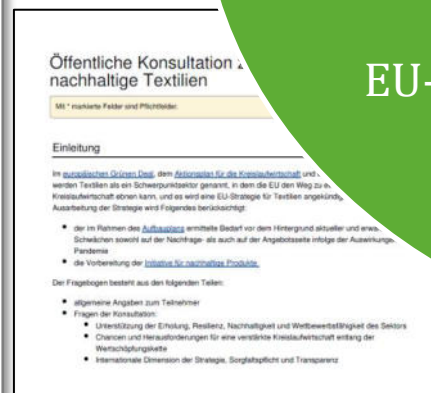 Öffentliche Konsultation z
nachhaltige Textilien
EU-
Mit * markierte Felder sind Pflichtfelder.
Einleitung
Im europäischen Grünen Deal, dem Aktionsplan für die Kreislaufwirtschaft und
werden Textilien als ein Schwerpunktsektor genannt, in dem die EU den Weg zu
Kreislaufwirtschaft ebnen kann, und es wird eine EU-Strategie für Textilien angekündig
Ausarbeitung der Strategie wird Folgendes berücksichtigt:
• der im Rahmen des Aufbauplans ermittelte Bedarf vor dem Hintergrund aktueller und erwa
Schwächen sowohl auf der Nachfrage- als auch auf der Angebotsseite infolge der Auswirkungen
Pandemie
• die Vorbereitung der Initiative für nachhaltige Produkte.
Der Fragebogen besteht aus den folgenden Teilen:
• allgemeine Angaben zum Teilnehmer
• Fragen der Konsultation:
• Unterstützung der Erholung, Resilienz, Nachhaltigkeit und Wettbewerbsfähigkeit des Sektors
• Chancen und Herausforderungen für eine verstärkte Kreislaufwirtschaft entlang der
Wertschöpfungskette
• Internationale Dimension der Strategie, Sorgfaltspflicht und Transparenz